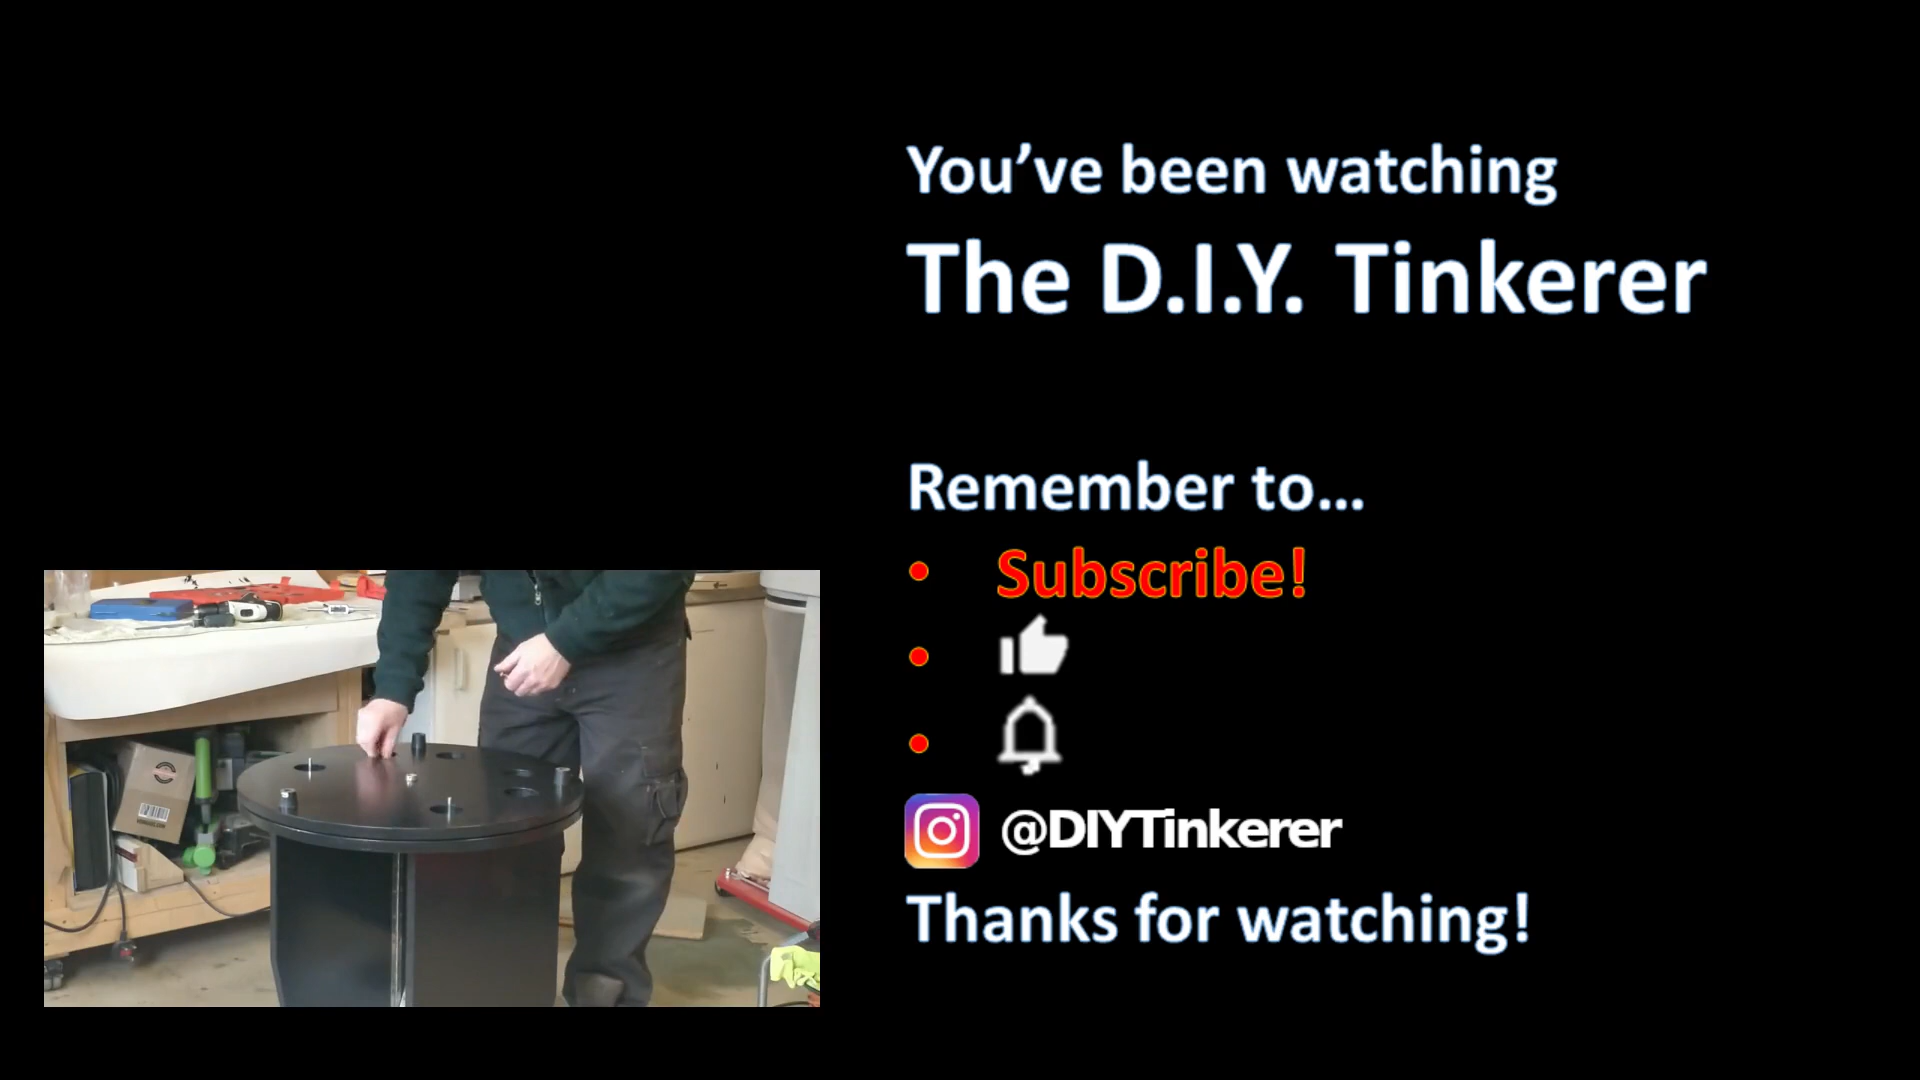 You’ve been watching
The D.I.Y. Tinkerer
Remember to…
Subscribe!
@DIYTinkerer
Thanks for watching!